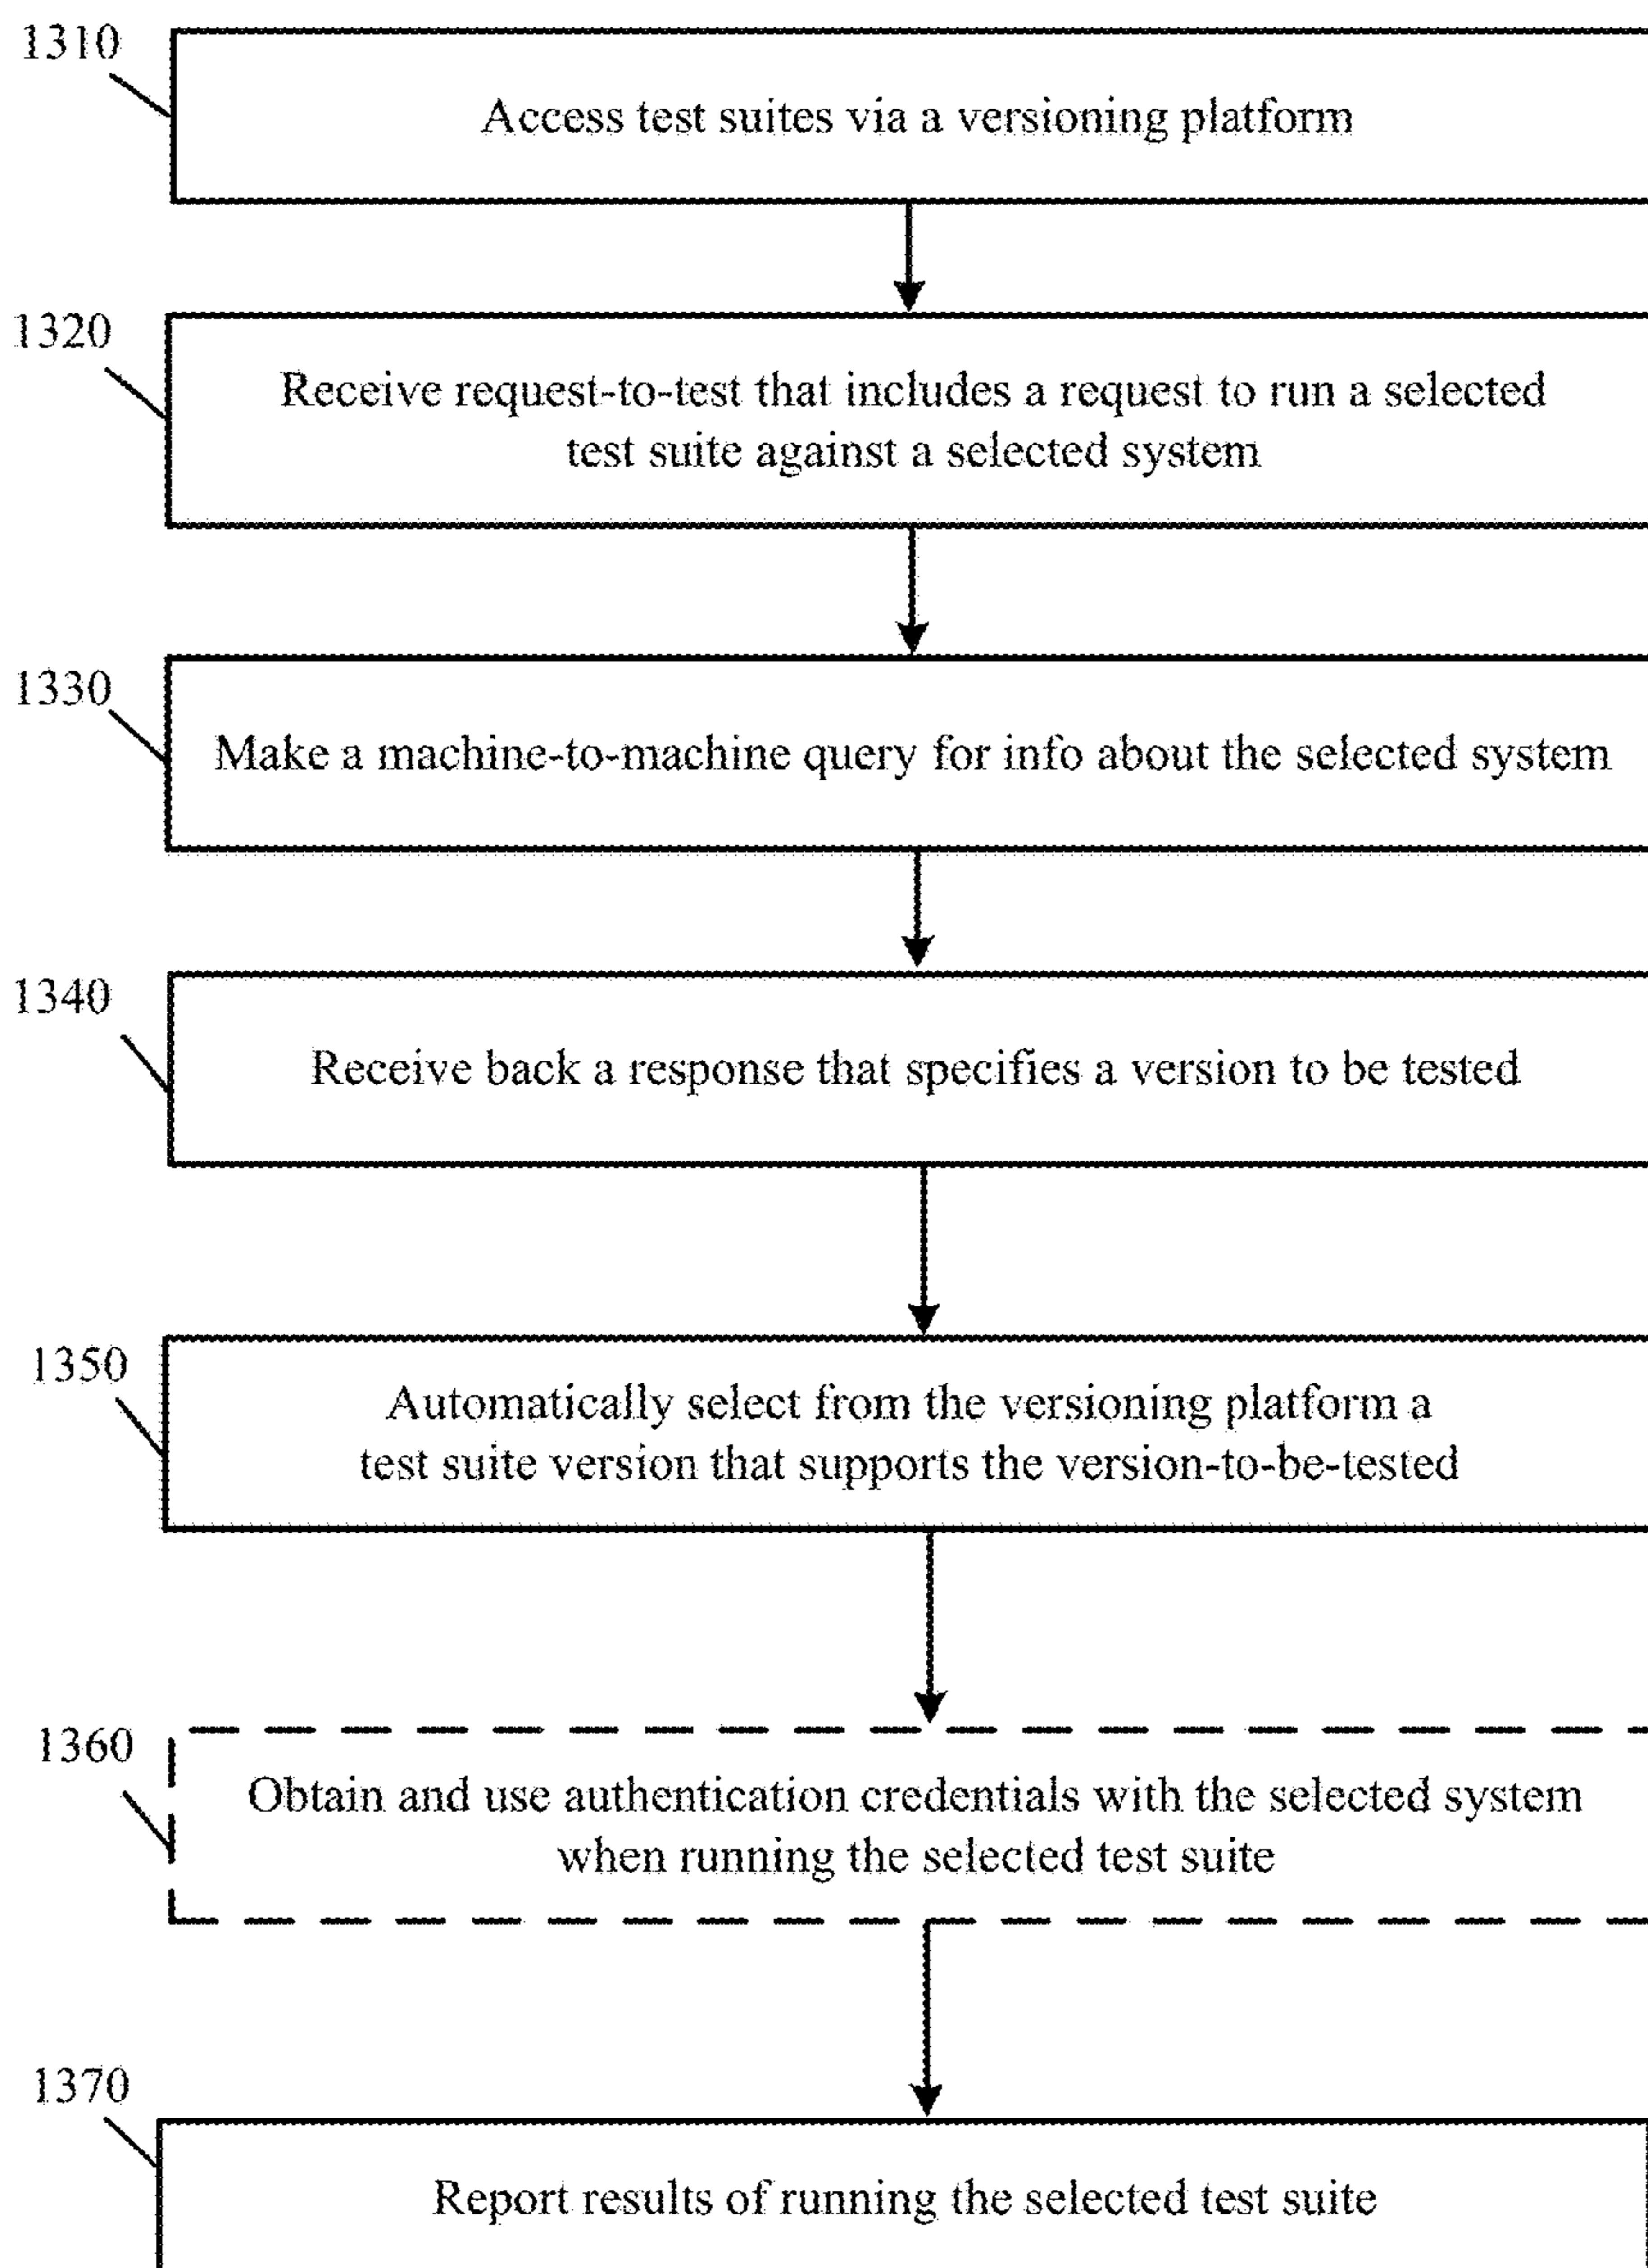 1310
Access test suites via a versioning platform
1320
Receive request-to-test that includes a request to run a selected
test suite against a selected system
1330
Make a machine-to-machine query for info about the selected system
1340
Receive back a response that specifies a version to be tested
1350
Automatically select from the versioning platform a
test suite version that supports the version-to-be-tested
1360
Obtain and use authentication credentials with the selected system
when running the selected test suite
1370
Report results of running the selected test suite